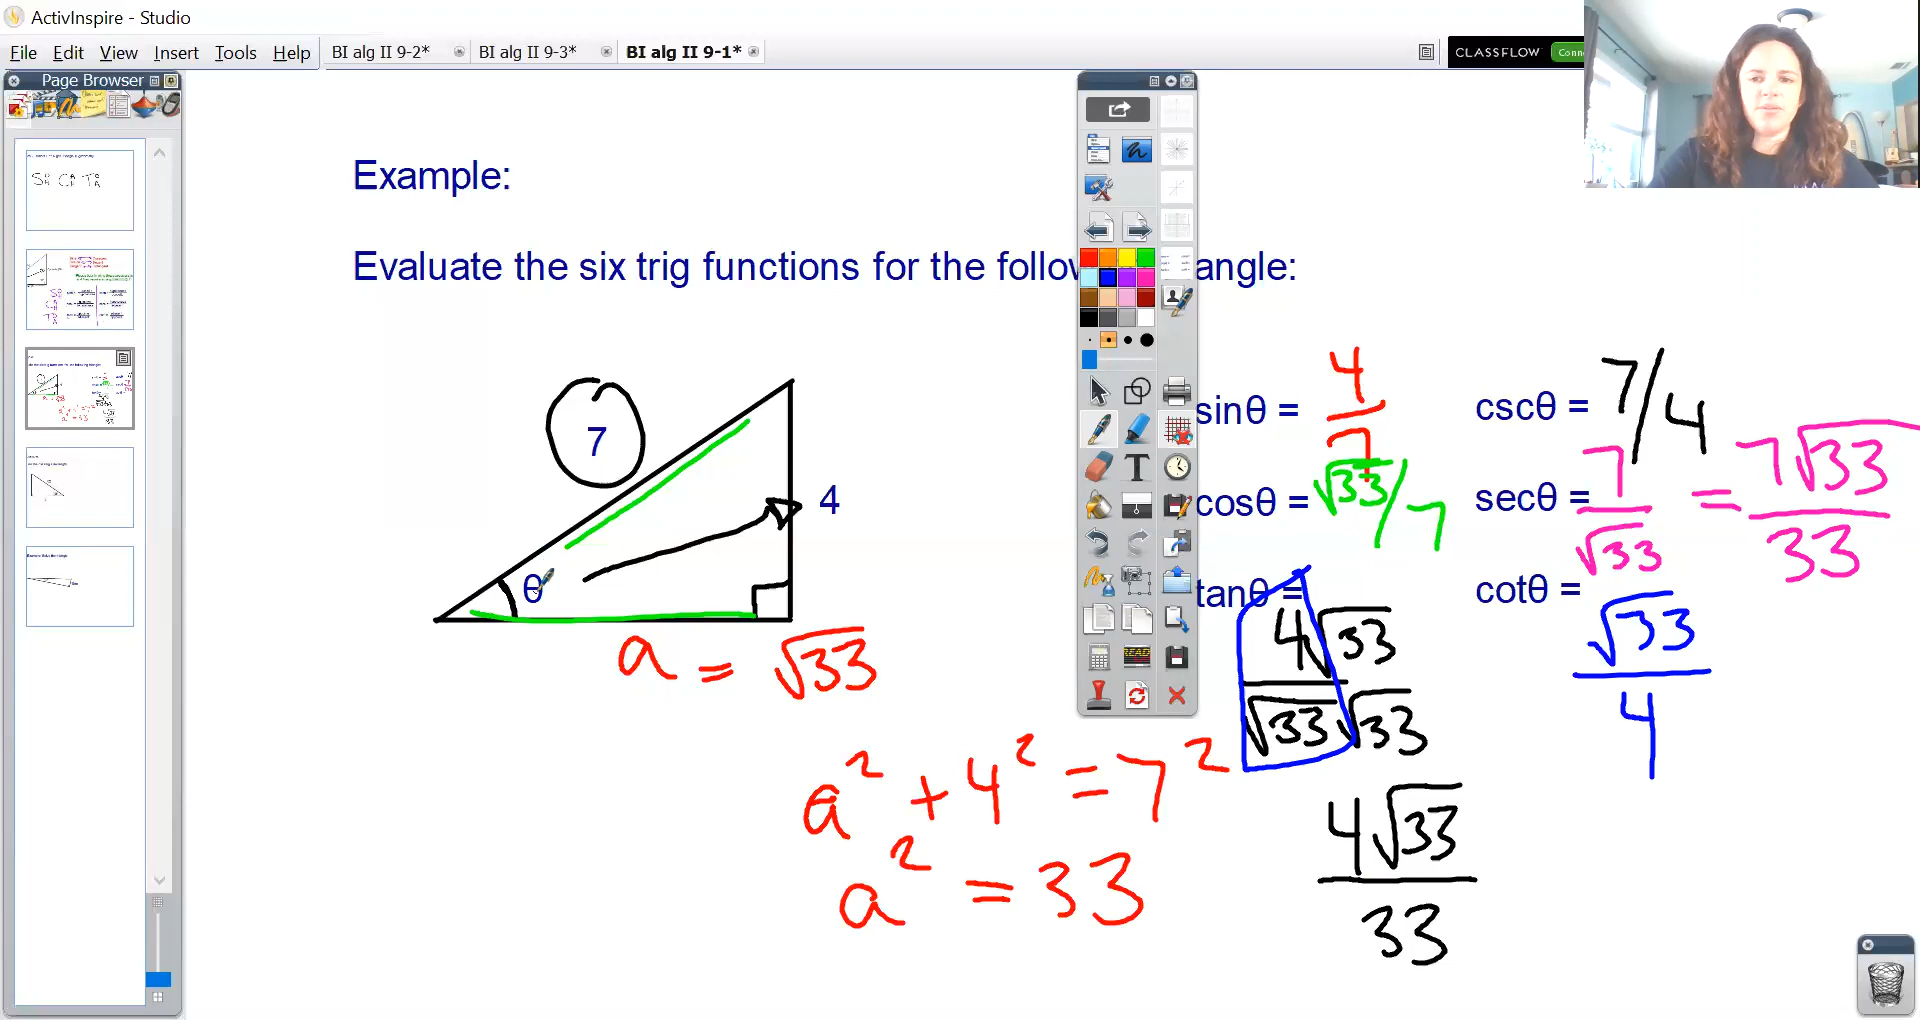 ActivInspire - Studio
File Edit View Insert Tools Help
BI alg II 9-2*
BI alg II 9-3*
BI alg II 9-1*
CLASSFLOW
Conne
Page Browser
Example:
Evaluate the six trig functions for the follo angle:
7
4
θ
a = √33
a² + 4² = 7²
a² = 33
sinθ = 4/7
cscθ = 7/4
cosθ = √33/7
secθ = 7/√33 = 7√33/33
tanθ = 4√33/√33√33
4√33/33
cotθ = √33/4